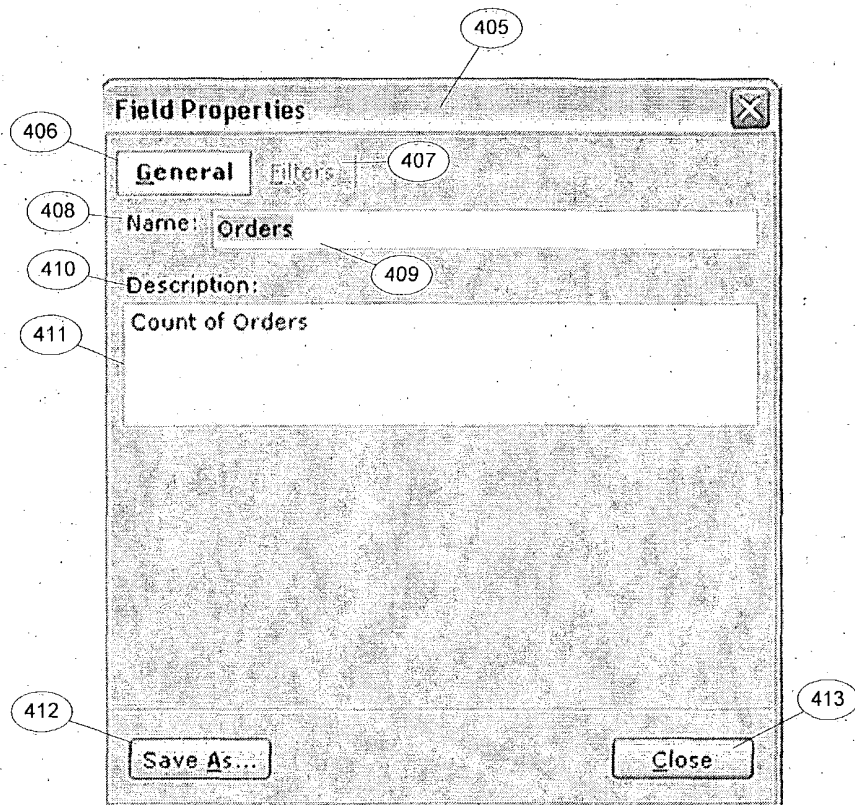 405
Field Properties
406
General Filters
407
408
Name: Orders
409
410
Description:
411
Count of Orders
412
413
Save As... Close